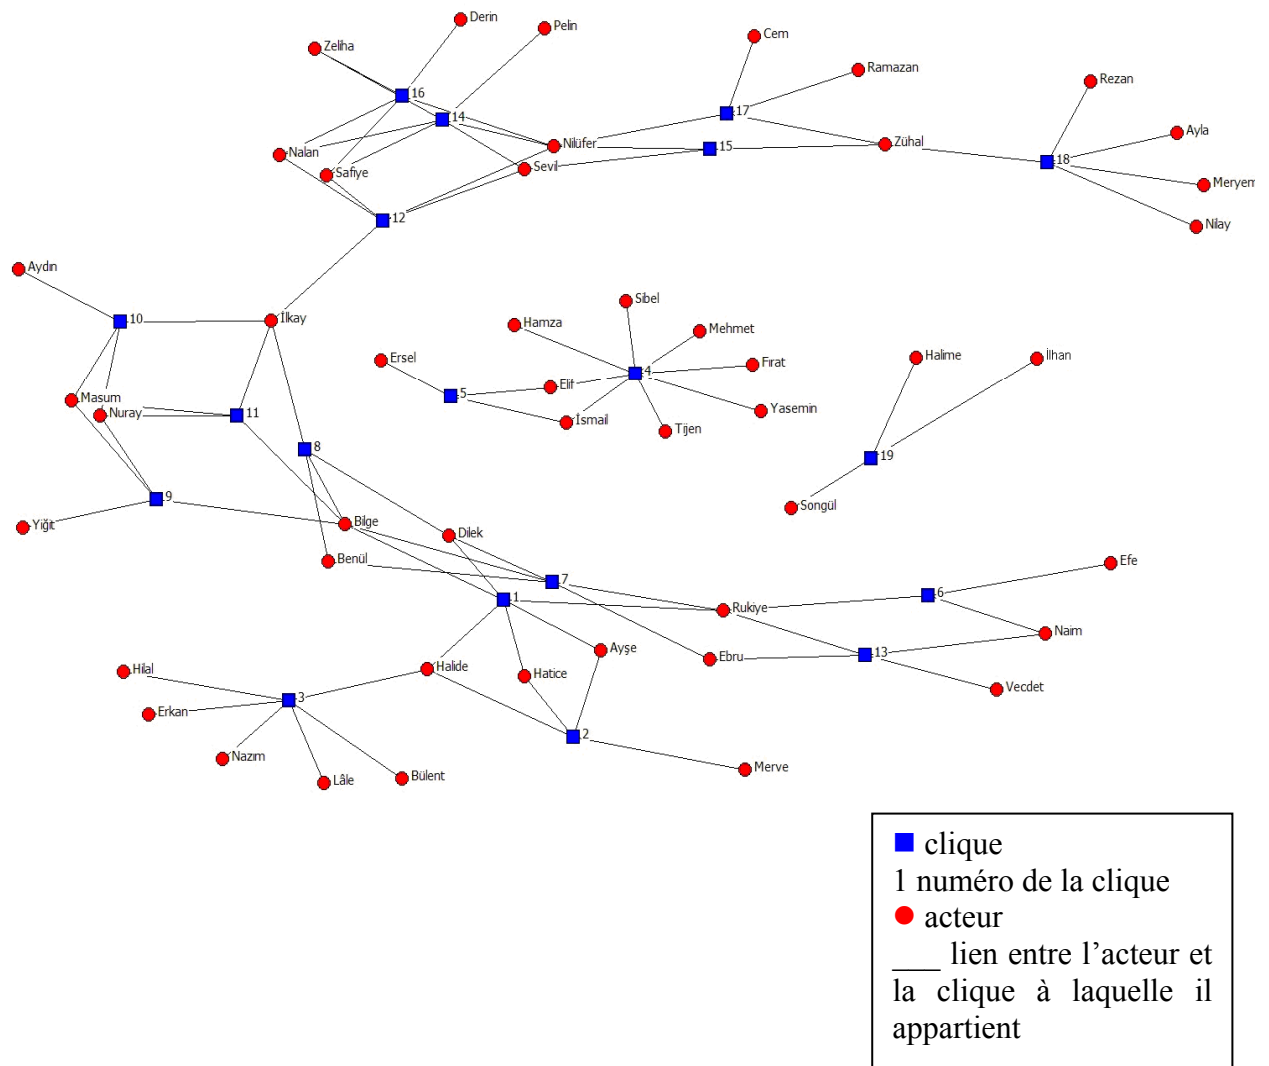 Derin
Pelin
Zeliha
Cem
Ramazan
Rezan
16
14
17
Ayla
Nalan
Nilüfer
15
Zühal
18
Safiye
Sevil
Meryem
12
Nilay
Aydın
10
İlkay
Sibel
Hamza
Mehmet
Ersel
Halime
İlhan
4
Fırat
5
Elif
Masum
Nuray
11
İsmail
Yasemin
Tijen
8
19
9
Songül
Yiğit
Bilge
Dilek
Benül
7
Efe
1
Rukiye
6
Naim
Ayşe
Ebru
13
Hilal
Halide
Hatice
Vecdet
3
Erkan
2
Nazım
Merve
Lâle
Bülent
clique
1 numéro de la clique
acteur
___ lien entre l’acteur et
la clique à laquelle il
appartient